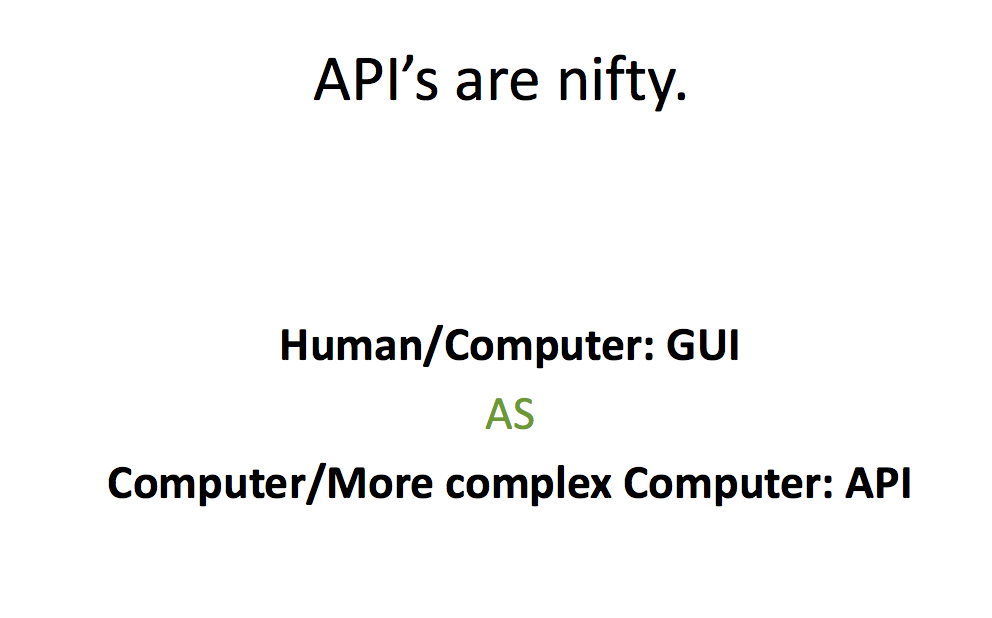 API’s are nifty.
Human/Computer: GUI
AS
Computer/More complex Computer: API